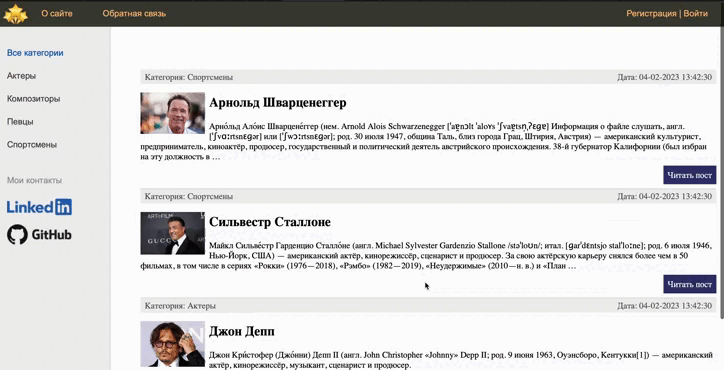 О сайте
Обратная связь
Регистрация | Войти
Все категории
Актеры
Композиторы
Певцы
Спортсмены
Мои контакты
LinkedIn
GitHub
Категория: Спортсмены
Дата: 04-02-2023 13:42:30
Арнольд Шварценеггер
Арно́льд Ало́ис Шварцене́ггер (нем. Arnold Alois Schwarzenegger Информация о файле слушать, англ.
или род. 30 июля 1947, община Таль, близ города Грац, Штирия, Австрия) — американский культурист,
предприниматель, киноактёр, продюсер, государственный и политический деятель австрийского происхождения. 38-й губернатор Калифорнии (был избран
на эту должность в …
Читать пост
Категория: Спортсмены
Дата: 04-02-2023 13:42:30
Сильвестр Сталлоне
Майкл Сильве́стр Гарденцио Сталло́не (англ. Michael Sylvester Gardenzio Stallone /stəˈloʊn/; итал. [ɡarˈdɛntsjo stalˈloːne]; род. 6 июля 1946,
Нью-Йорк, США) — американский актёр, кинорежиссёр, сценарист и продюсер. За свою актёрскую карьеру снялся более чем в 50
фильмах, в том числе в сериях «Рокки» (1976—2018), «Рэмбо» (1982—2019), «Неудержимые» (2010—н. в.) и «План …
Читать пост
Категория: Актеры
Дата: 04-02-2023 13:42:30
Джон Депп
Джон Кри́стофер (Джо́нни) Депп II (англ. John Christopher «Johnny» Depp II; род. 9 июня 1963, Оуэнсборо, Кентукки[1]) — американский
актёр, кинорежиссёр, музыкант, сценарист и продюсер.